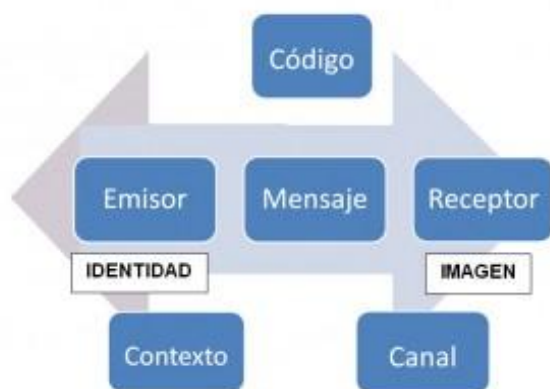 Código
Emisor
Mensaje
Receptor
IDENTIDAD
IMAGEN
Contexto
Canal